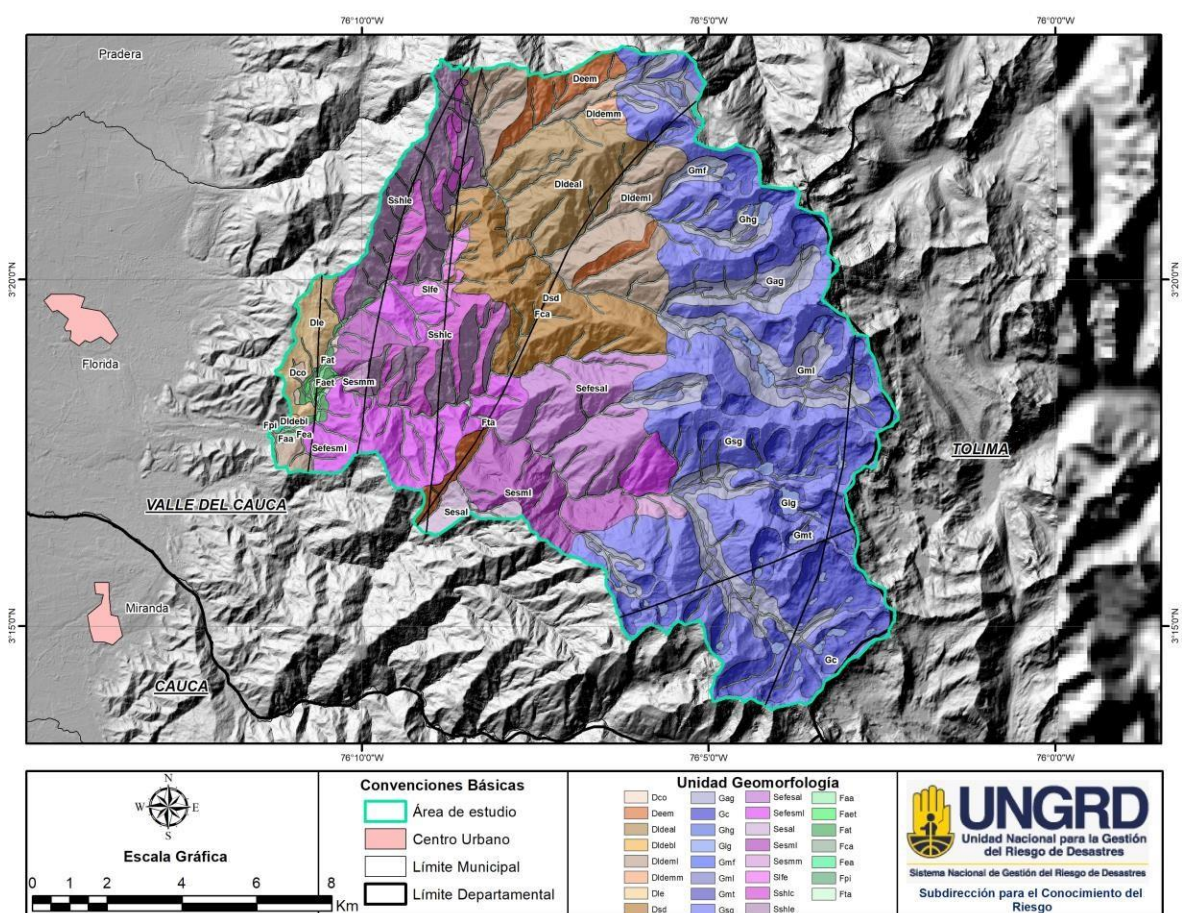 76°10'0"W
76°5'0"W
76°0'0"W
Pradera
Deem
Dldemm
Gmf
Dldeal
Dldeml
Sshle
Ghg
Gag
3°20'0"N
3°20'0"N
Slfe
Dsd
Fca
Dle
Sshlc
Florida
Fat
Gml
Dco
Faet
Sesmm
Sefesal
Dldebl
Fpi
Fta
Fea
Faa
Gsg
Sefesml
TOLIMA
Sesml
Glg
VALLE DEL CAUCA
Sesal
Gmt
Miranda
3°15'0"N
3°15'0"N
Gc
CAUCA
76°10'0"W
76°5'0"W
76°0'0"W
N
W
E
S
Escala Gráfica
0 1 2 4 6 8
Km
Convenciones Básicas
Área de estudio
Centro Urbano
Límite Municipal
Límite Departamental
Unidad Geomorfología
Dco
Deem
Dldeal
Dldebl
Dldeml
Dldemm
Dle
Dsd
Gag
Gc
Ghg
Glg
Gmf
Gml
Gmt
Gsg
Sefesal
Sefesml
Sesal
Sesml
Sesmm
Slfe
Sshlc
Sshle
Faa
Faet
Fat
Fca
Fea
Fpi
Fta
UNGRD
Unidad Nacional para la Gestión
del Riesgo de Desastres
Sistema Nacional de Gestión del Riesgo de Desastres
Subdirección para el Conocimiento del
Riesgo